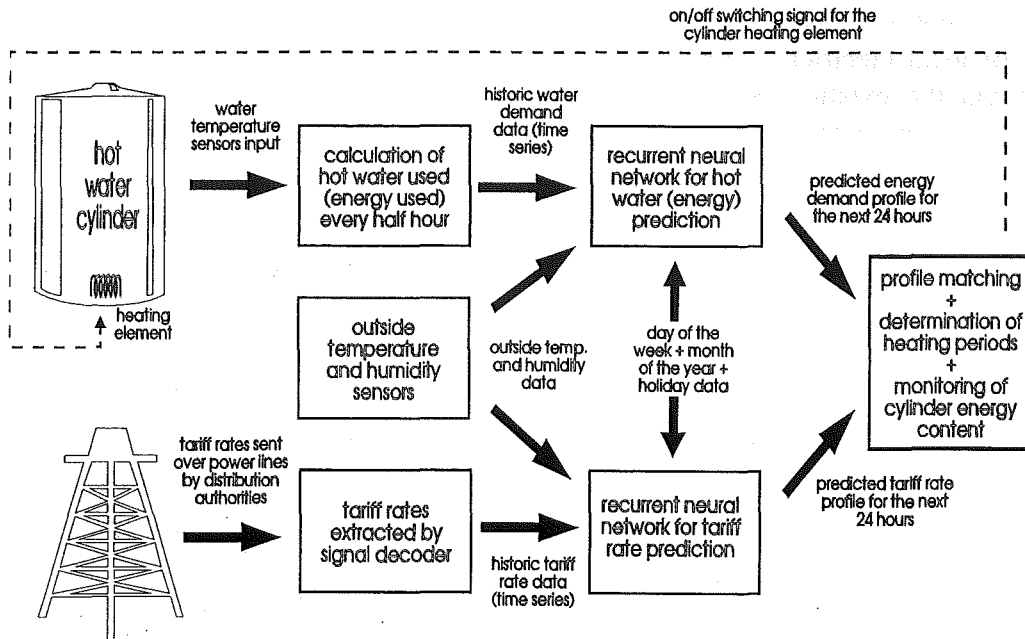 on/off switching signal for the
cylinder heating element
hot
water
cylinder
heating
element
water
temperature
sensors input
calculation of
hot water used
(energy used)
every half hour
historic water
demand
data (time
series)
recurrent neural
network for hot
water (energy)
prediction
predicted energy
demand profile for
the next 24 hours
outside
temperature
and humidity
sensors
outside temp.
and humidity
data
day of the
week + month
of the year +
holiday data
profile matching
+
determination of
heating periods
+
monitoring of
cylinder energy
content
tariff rates sent
over power lines
by distribution
authorities
tariff rates
extracted by
signal decoder
historic tariff
rate data
(time series)
recurrent neural
network for tariff
rate prediction
predicted tariff rate
profile for the next
24 hours